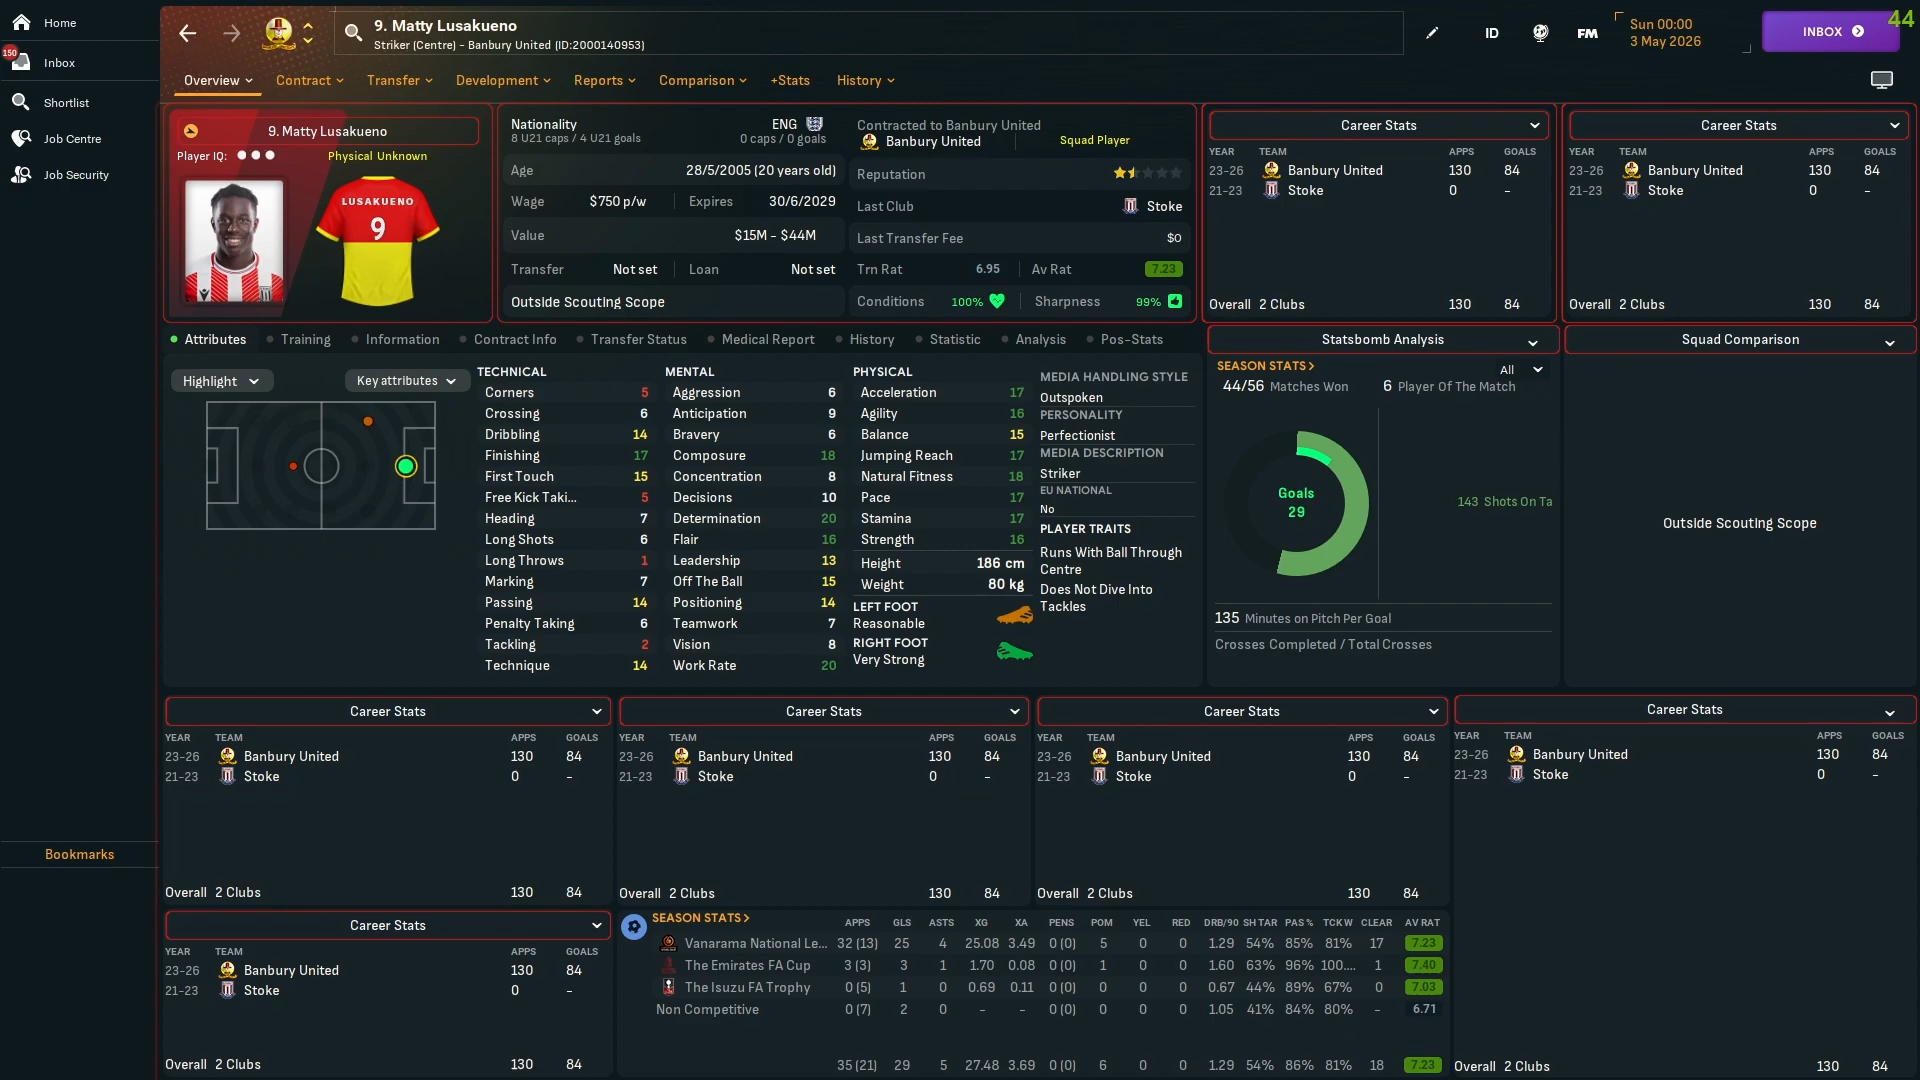 Home
150
Inbox
Shortlist
Job Centre
Job Security
Bookmarks
9. Matty Lusakueno
Striker (Centre) - Banbury United (ID:2000140953)
ID
FM
Sun 00:00
3 May 2026
INBOX
44
Overview
Contract
Transfer
Development
Reports
Comparison
+Stats
History
9. Matty Lusakueno
Player IQ:
Physical Unknown
LUSAKUENO
9
Nationality
ENG
8 U21 caps / 4 U21 goals
0 caps / 0 goals
Age 28/5/2005 (20 years old)
Wage $750 p/w Expires 30/6/2029
Value $15M - $44M
Transfer Not set Loan Not set
Outside Scouting Scope
Contracted to Banbury United
Banbury United Squad Player
Reputation
Last Club Stoke
Last Transfer Fee $0
Trn Rat 6.95 Av Rat 7.23
Conditions 100% Sharpness 99%
Career Stats
YEAR TEAM APPS GOALS
23-26 Banbury United 130 84
21-23 Stoke 0 -
Overall 2 Clubs 130 84
Career Stats
YEAR TEAM APPS GOALS
23-26 Banbury United 130 84
21-23 Stoke 0 -
Overall 2 Clubs 130 84
Attributes
Training
Information
Contract Info
Transfer Status
Medical Report
History
Statistic
Analysis
Pos-Stats
Highlight
Key attributes
TECHNICAL
Corners 5
Crossing 6
Dribbling 14
Finishing 17
First Touch 15
Free Kick Taki... 5
Heading 7
Long Shots 6
Long Throws 1
Marking 7
Passing 14
Penalty Taking 6
Tackling 2
Technique 14
MENTAL
Aggression 6
Anticipation 9
Bravery 6
Composure 18
Concentration 8
Decisions 10
Determination 20
Flair 16
Leadership 13
Off The Ball 15
Positioning 14
Teamwork 7
Vision 8
Work Rate 20
PHYSICAL
Acceleration 17
Agility 16
Balance 15
Jumping Reach 17
Natural Fitness 18
Pace 17
Stamina 17
Strength 16
Height 186 cm
Weight 80 kg
LEFT FOOT
Reasonable
RIGHT FOOT
Very Strong
MEDIA HANDLING STYLE
Outspoken
PERSONALITY
Perfectionist
MEDIA DESCRIPTION
Striker
EU NATIONAL
No
PLAYER TRAITS
Runs With Ball Through
Centre
Does Not Dive Into
Tackles
Statsbomb Analysis
SEASON STATS >
All
44/56 Matches Won 6 Player Of The Match
Goals
29
143 Shots On Ta
135 Minutes on Pitch Per Goal
Crosses Completed / Total Crosses
Squad Comparison
Outside Scouting Scope
Career Stats
YEAR TEAM APPS GOALS
23-26 Banbury United 130 84
21-23 Stoke 0 -
Overall 2 Clubs 130 84
Career Stats
YEAR TEAM APPS GOALS
23-26 Banbury United 130 84
21-23 Stoke 0 -
Overall 2 Clubs 130 84
Career Stats
YEAR TEAM APPS GOALS
23-26 Banbury United 130 84
21-23 Stoke 0 -
Overall 2 Clubs 130 84
Career Stats
YEAR TEAM APPS GOALS
23-26 Banbury United 130 84
21-23 Stoke 0 -
Overall 2 Clubs 130 84
Career Stats
YEAR TEAM APPS GOALS
23-26 Banbury United 130 84
21-23 Stoke 0 -
Overall 2 Clubs 130 84
SEASON STATS > APPS GLS ASTS XG XA PENS POM YEL RED DRB/90 SH TAR PAS % TCK W CLEAR AV RAT
Vanarama National Le... 32 (13) 25 4 25.08 3.49 0 (0) 5 0 0 1.29 54% 85% 81% 17 7.23
The Emirates FA Cup 3 (3) 3 1 1.70 0.08 0 (0) 1 0 0 1.60 63% 96% 100.... 1 7.40
The Isuzu FA Trophy 0 (5) 1 0 0.69 0.11 0 (0) 0 0 0 0.67 44% 89% 67% 0 7.03
Non Competitive 0 (7) 2 0 - - 0 (0) 0 0 0 1.05 41% 84% 80% - 6.71
35 (21) 29 5 27.48 3.69 0 (0) 6 0 0 1.29 54% 86% 81% 18 7.23